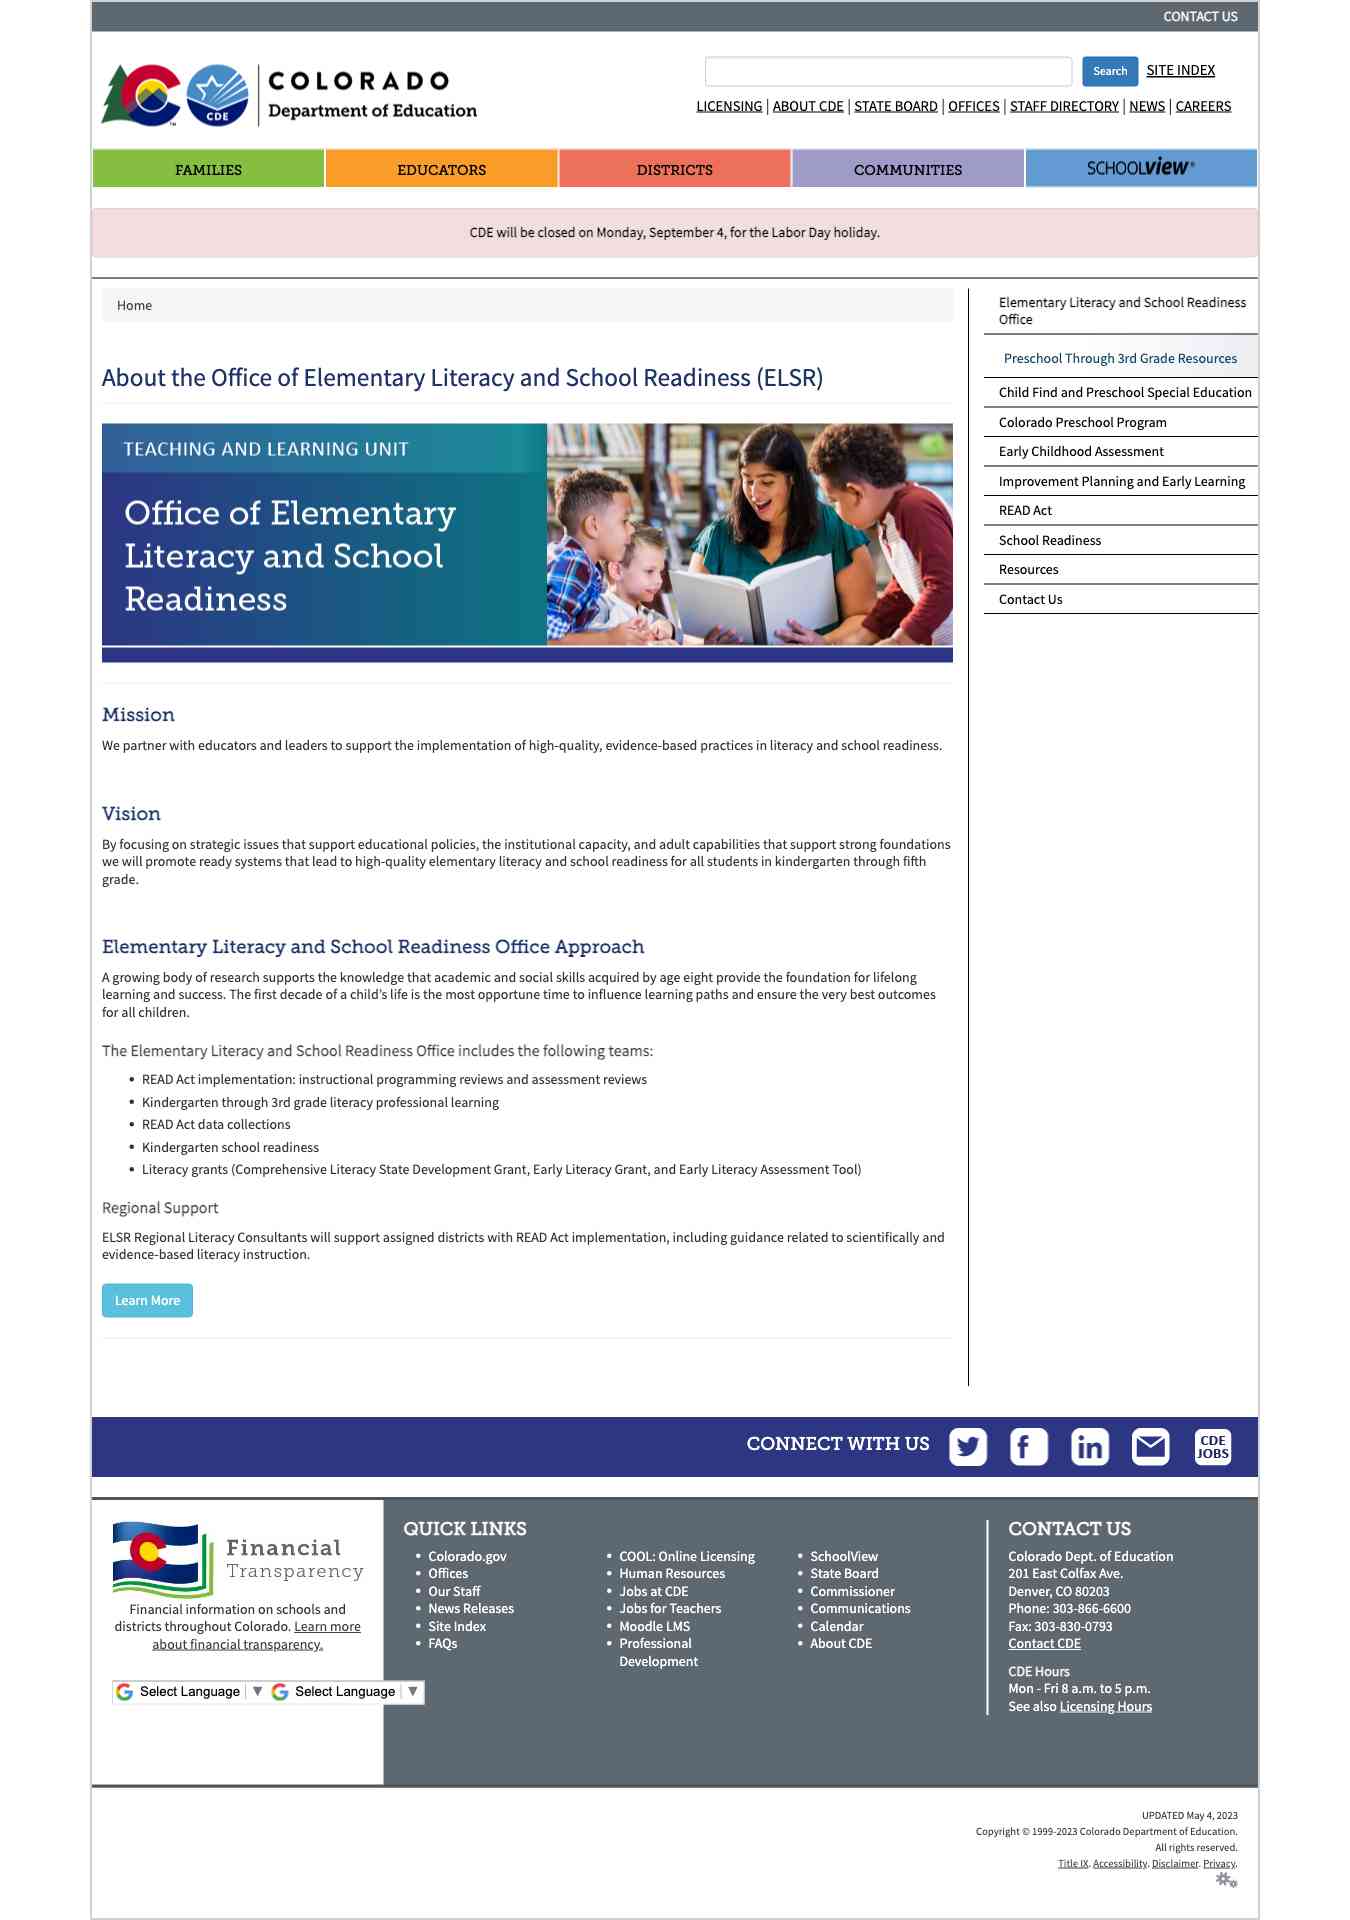 CONTACT US
COLORADO
Department of Education
CDE
TM
Search
SITE INDEX
LICENSING | ABOUT CDE | STATE BOARD | OFFICES | STAFF DIRECTORY | NEWS | CAREERS
FAMILIES
EDUCATORS
DISTRICTS
COMMUNITIES
SCHOOLVIEW®
CDE will be closed on Monday, September 4, for the Labor Day holiday.
Home
About the Office of Elementary Literacy and School Readiness (ELSR)
TEACHING AND LEARNING UNIT
Office of Elementary
Literacy and School
Readiness
Mission
We partner with educators and leaders to support the implementation of high-quality, evidence-based practices in literacy and school readiness.
Vision
By focusing on strategic issues that support educational policies, the institutional capacity, and adult capabilities that support strong foundations
we will promote ready systems that lead to high-quality elementary literacy and school readiness for all students in kindergarten through fifth
grade.
Elementary Literacy and School Readiness Office Approach
A growing body of research supports the knowledge that academic and social skills acquired by age eight provide the foundation for lifelong
learning and success. The first decade of a child's life is the most opportune time to influence learning paths and ensure the very best outcomes
for all children.
The Elementary Literacy and School Readiness Office includes the following teams:
• READ Act implementation: instructional programming reviews and assessment reviews
• Kindergarten through 3rd grade literacy professional learning
• READ Act data collections
• Kindergarten school readiness
• Literacy grants (Comprehensive Literacy State Development Grant, Early Literacy Grant, and Early Literacy Assessment Tool)
Regional Support
ELSR Regional Literacy Consultants will support assigned districts with READ Act implementation, including guidance related to scientifically and
evidence-based literacy instruction.
Learn More
Elementary Literacy and School Readiness
Office
Preschool Through 3rd Grade Resources
Child Find and Preschool Special Education
Colorado Preschool Program
Early Childhood Assessment
Improvement Planning and Early Learning
READ Act
School Readiness
Resources
Contact Us
CONNECT WITH US
CDE
JOBS
Financial
Transparency
Financial information on schools and
districts throughout Colorado. Learn more
about financial transparency.
Select Language ▼
Select Language ▼
QUICK LINKS
• Colorado.gov
• Offices
• Our Staff
• News Releases
• Site Index
• FAQs
• COOL: Online Licensing
• Human Resources
• Jobs at CDE
• Jobs for Teachers
• Moodle LMS
• Professional
Development
• SchoolView
• State Board
• Commissioner
• Communications
• Calendar
• About CDE
CONTACT US
Colorado Dept. of Education
201 East Colfax Ave.
Denver, CO 80203
Phone: 303-866-6600
Fax: 303-830-0793
Contact CDE
CDE Hours
Mon - Fri 8 a.m. to 5 p.m.
See also Licensing Hours
UPDATED May 4, 2023
Copyright © 1999-2023 Colorado Department of Education.
All rights reserved.
Title IX. Accessibility. Disclaimer. Privacy.